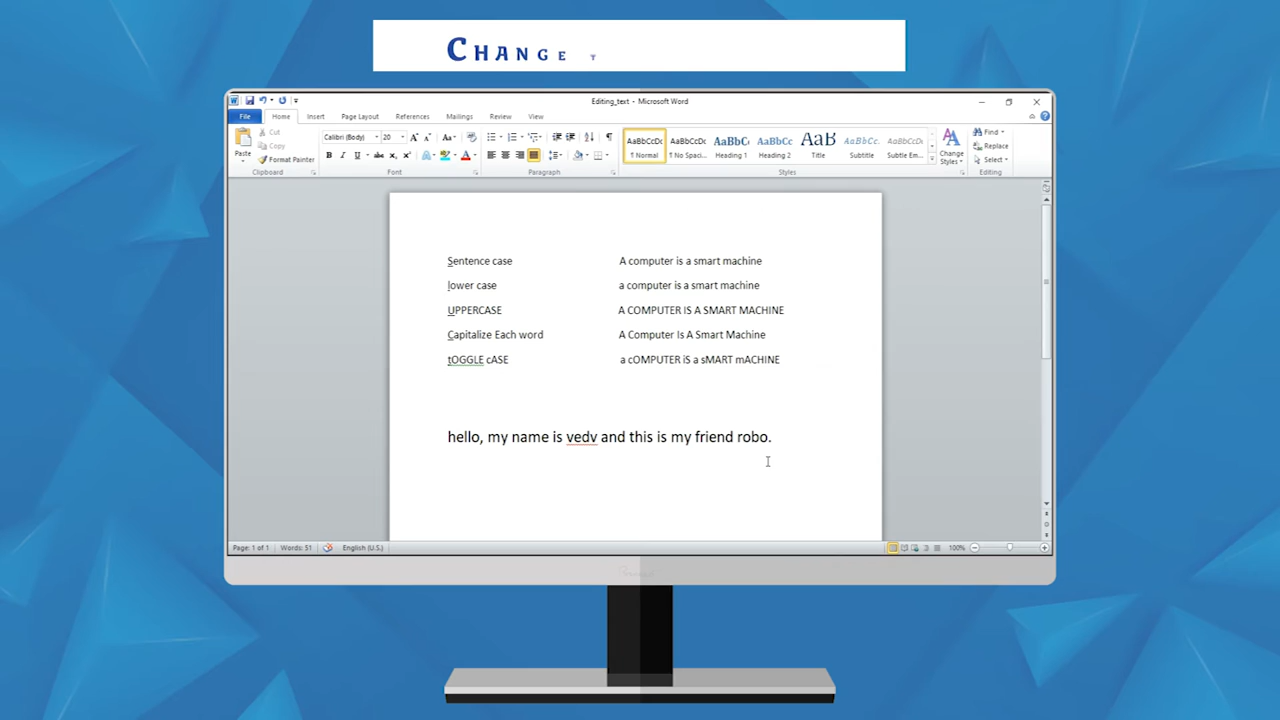 CHANGE T
Editing_text - Microsoft Word
File Home Insert Page Layout References Mailings Review View
Paste
Cut
Copy
Format Painter
Clipboard
Calibri (Body) 20
Font
Paragraph
AaBbCcDc AaBbCcDc AaBbC AaBbCc AaB AaBbCc. AaBbCcDi
¶ Normal ¶ No Spaci... Heading 1 Heading 2 Title Subtitle Subtle Em...
Styles
Change Styles
Find
Replace
Select
Editing
Sentence case A computer is a smart machine
lower case a computer is a smart machine
UPPERCASE A COMPUTER IS A SMART MACHINE
Capitalize Each word A Computer Is A Smart Machine
tOGGLE cASE a cOMPUTER iS a sMART mACHINE
hello, my name is vedv and this is my friend robo.
Page: 1 of 1 Words: 51 English (U.S.) 100%